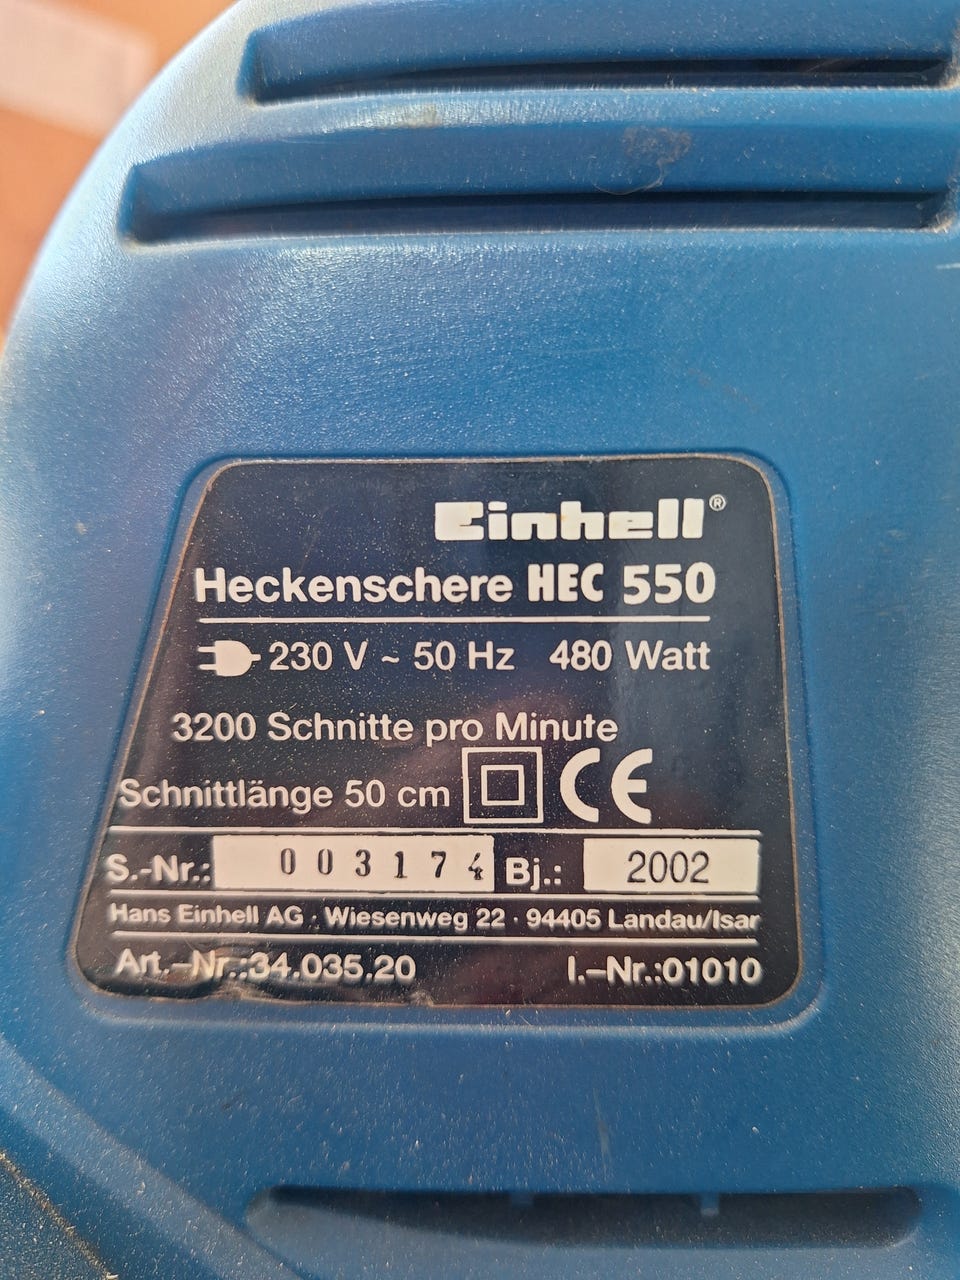 Einhell®
Heckenschere HEC 550
230 V ~ 50 Hz 480 Watt
3200 Schnitte pro Minute
Schnittlänge 50 cm CE
S.-Nr.: 003174 Bj.: 2002
Hans Einhell AG · Wiesenweg 22 · 94405 Landau/Isar
Art.-Nr.:34.035.20 I.-Nr.:01010